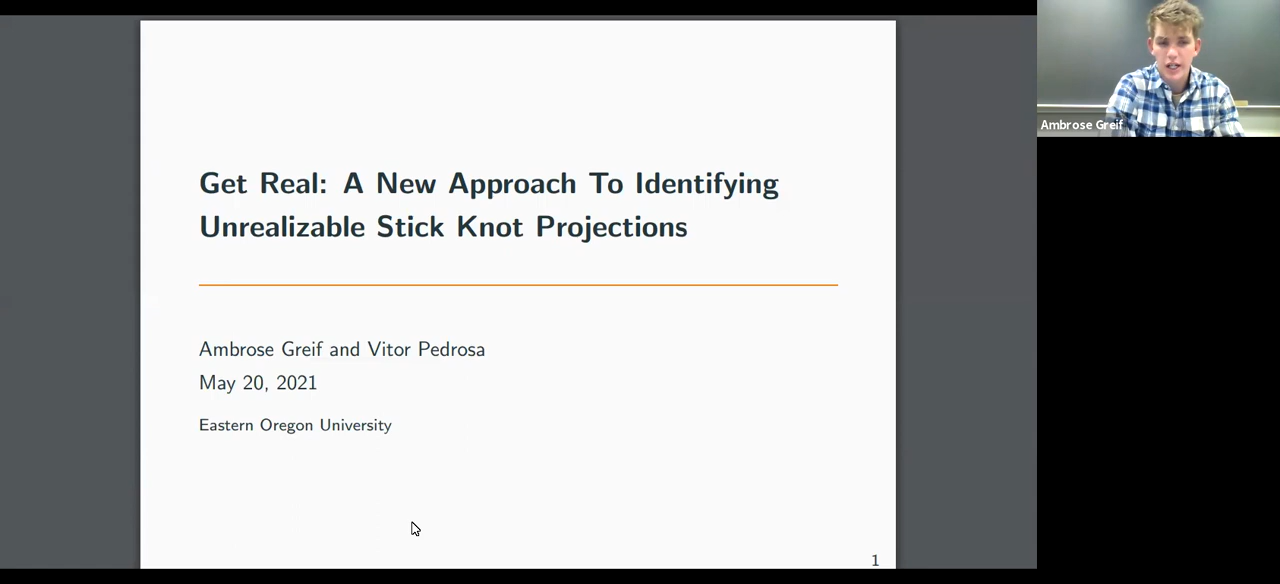 Get Real: A New Approach To Identifying
Unrealizable Stick Knot Projections
Ambrose Greif and Vitor Pedrosa
May 20, 2021
Eastern Oregon University
1
Ambrose Greif